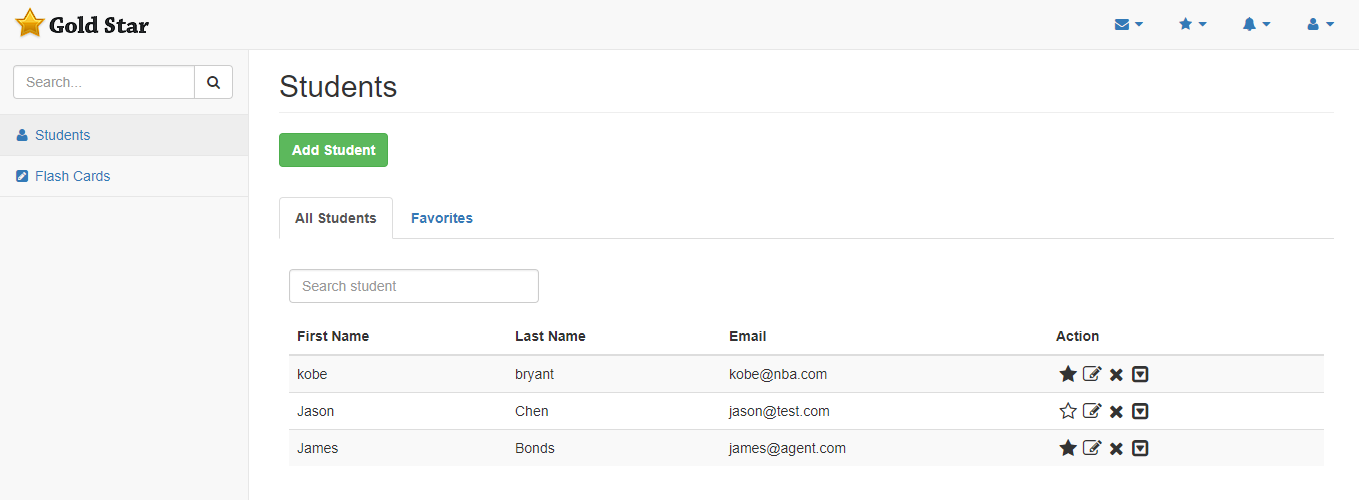 Gold Star
Search...
Students
Flash Cards
Students
Add Student
All Students Favorites
Search student
First Name Last Name Email Action
kobe bryant kobe@nba.com
Jason Chen jason@test.com
James Bonds james@agent.com